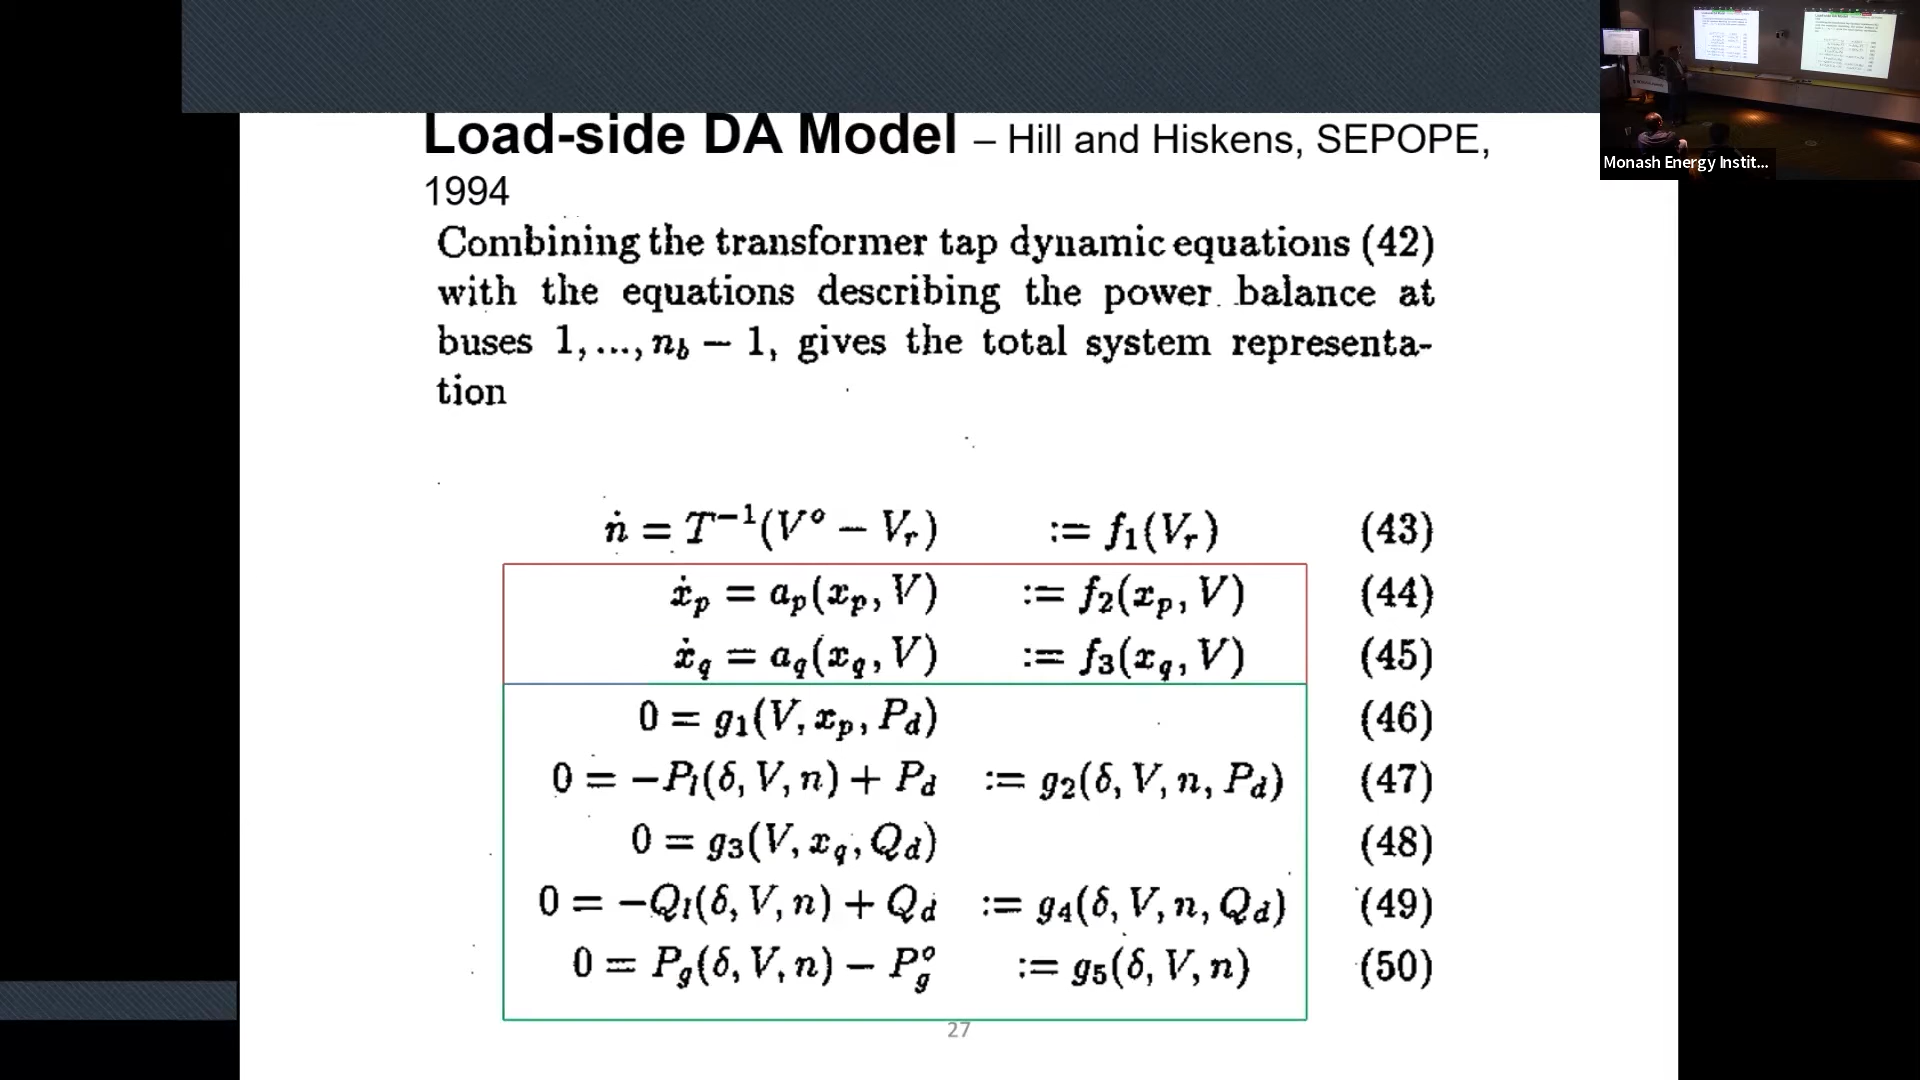 Load-side DA Model – Hill and Hiskens, SEPOPE,
1994
Monash Energy Instit...
Combining the transformer tap dynamic equations (42)
with the equations describing the power balance at
buses 1, ..., n_b − 1, gives the total system representa-
tion
ṅ = T⁻¹(V° − V_r) := f₁(V_r) (43)
ẋ_p = a_p(x_p, V) := f₂(x_p, V) (44)
ẋ_q = a_q(x_q, V) := f₃(x_q, V) (45)
0 = g₁(V, x_p, P_d) (46)
0 = −P_l(δ, V, n) + P_d := g₂(δ, V, n, P_d) (47)
0 = g₃(V, x_q, Q_d) (48)
0 = −Q_l(δ, V, n) + Q_d := g₄(δ, V, n, Q_d) (49)
0 = P_g(δ, V, n) − P_g° := g₅(δ, V, n) (50)
27